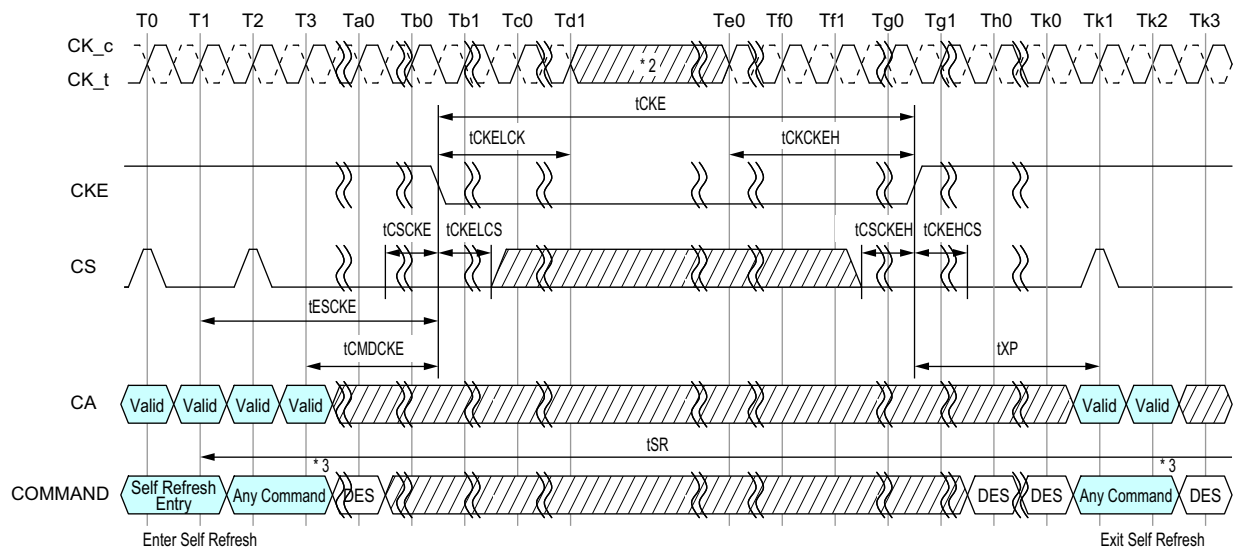 T0 T1 T2 T3 Ta0 Tb0 Tb1 Tc0 Td1 Te0 Tf0 Tf1 Tg0 Tg1 Th0 Tk0 Tk1 Tk2 Tk3
CK_c
CK_t
* 2
tCKE
tCKELCK tCKCKEH
CKE
tCSCKE tCKELCS tCSCKEH tCKEHCS
CS
tESCKE
tCMDCKE tXP
CA Valid Valid Valid Valid Valid Valid
tSR
* 3 * 3
COMMAND Self Refresh Entry Any Command DES DES DES Any Command DES
Enter Self Refresh Exit Self Refresh